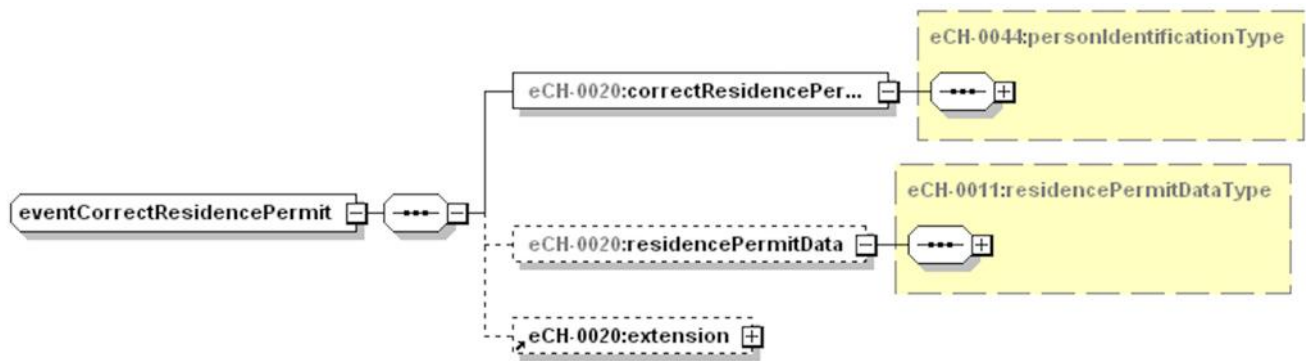 eCH-0044:personIdentificationType
eCH-0020:correctResidencePer...
eCH-0011:residencePermitDataType
eventCorrectResidencePermit
eCH-0020:residencePermitData
eCH-0020:extension